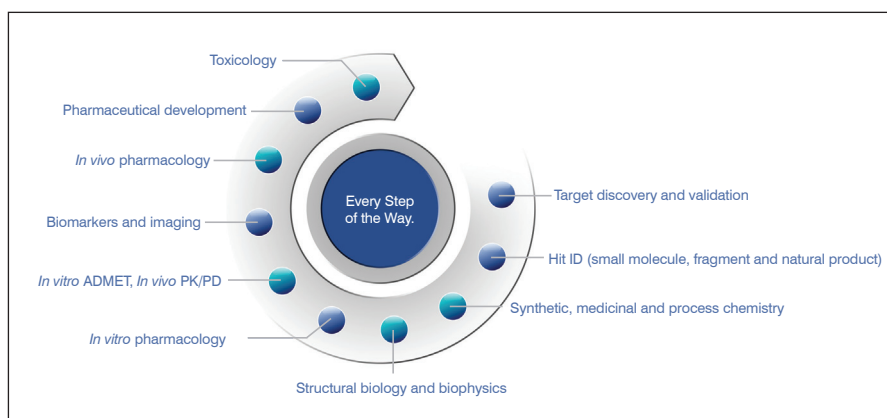 Toxicology
Pharmaceutical development
In vivo pharmacology
Every Step
of the Way.
Target discovery and validation
Biomarkers and imaging
Hit ID (small molecule, fragment and natural product)
In vitro ADMET, In vivo PK/PD
Synthetic, medicinal and process chemistry
In vitro pharmacology
Structural biology and biophysics